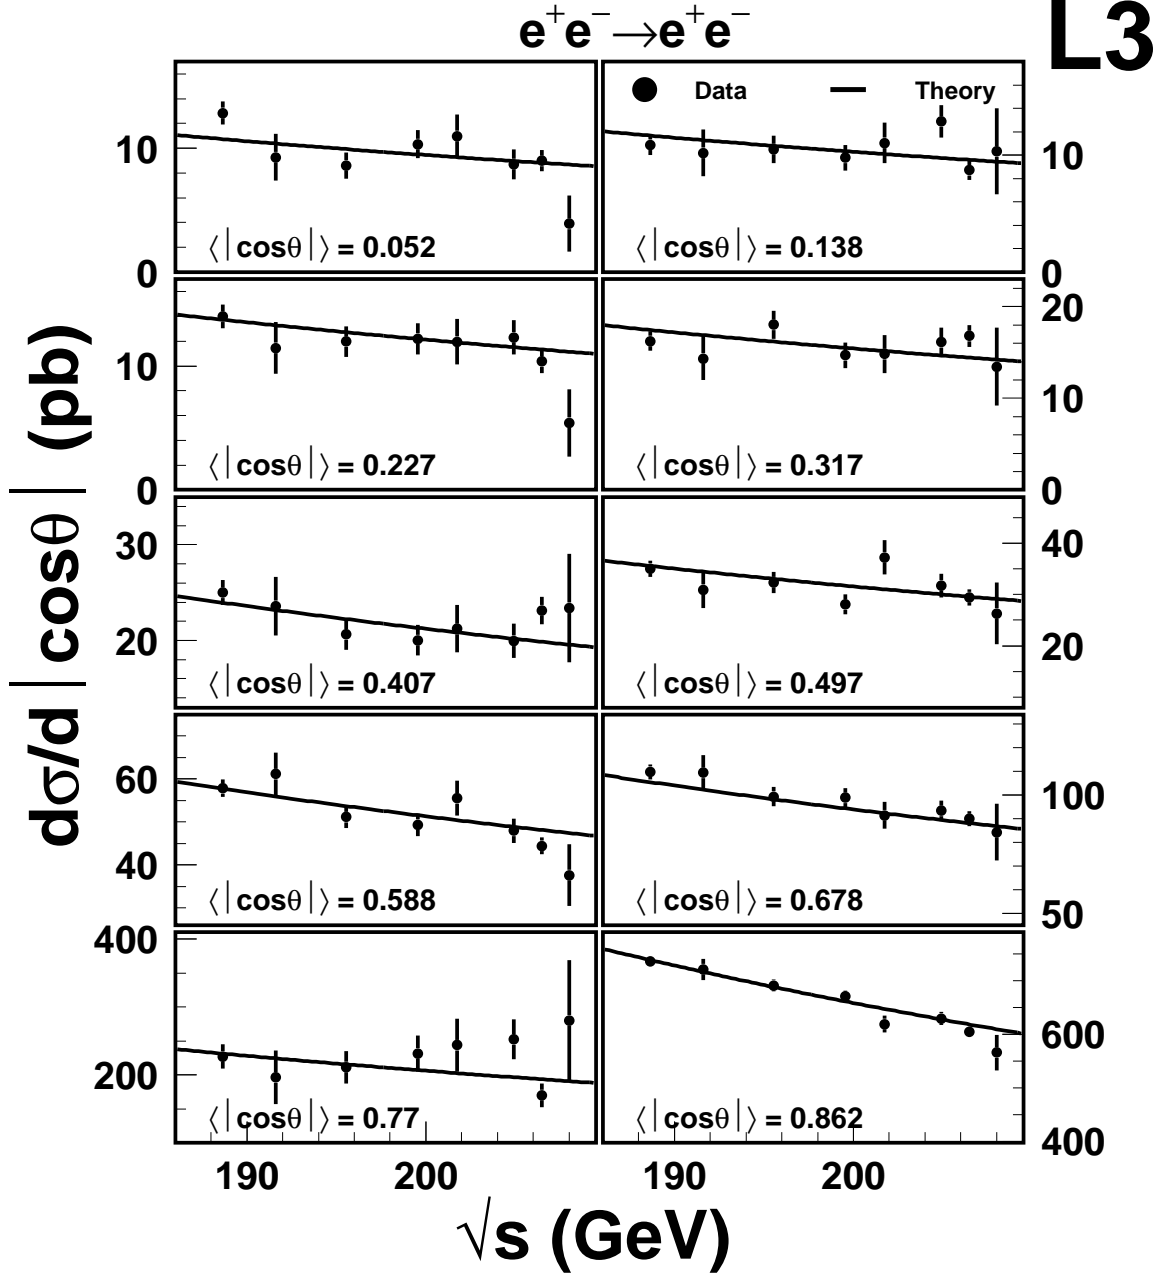 e⁺e⁻ → e⁺e⁻
L3
Data
Theory
10
0
⟨|cosθ|⟩ = 0.052
⟨|cosθ|⟩ = 0.138
10
0
10
0
⟨|cosθ|⟩ = 0.227
⟨|cosθ|⟩ = 0.317
20
10
0
30
20
⟨|cosθ|⟩ = 0.407
⟨|cosθ|⟩ = 0.497
40
20
60
40
⟨|cosθ|⟩ = 0.588
⟨|cosθ|⟩ = 0.678
100
50
400
200
⟨|cosθ|⟩ = 0.77
⟨|cosθ|⟩ = 0.862
600
400
190
200
190
200
√s (GeV)
dσ/d|cosθ| (pb)